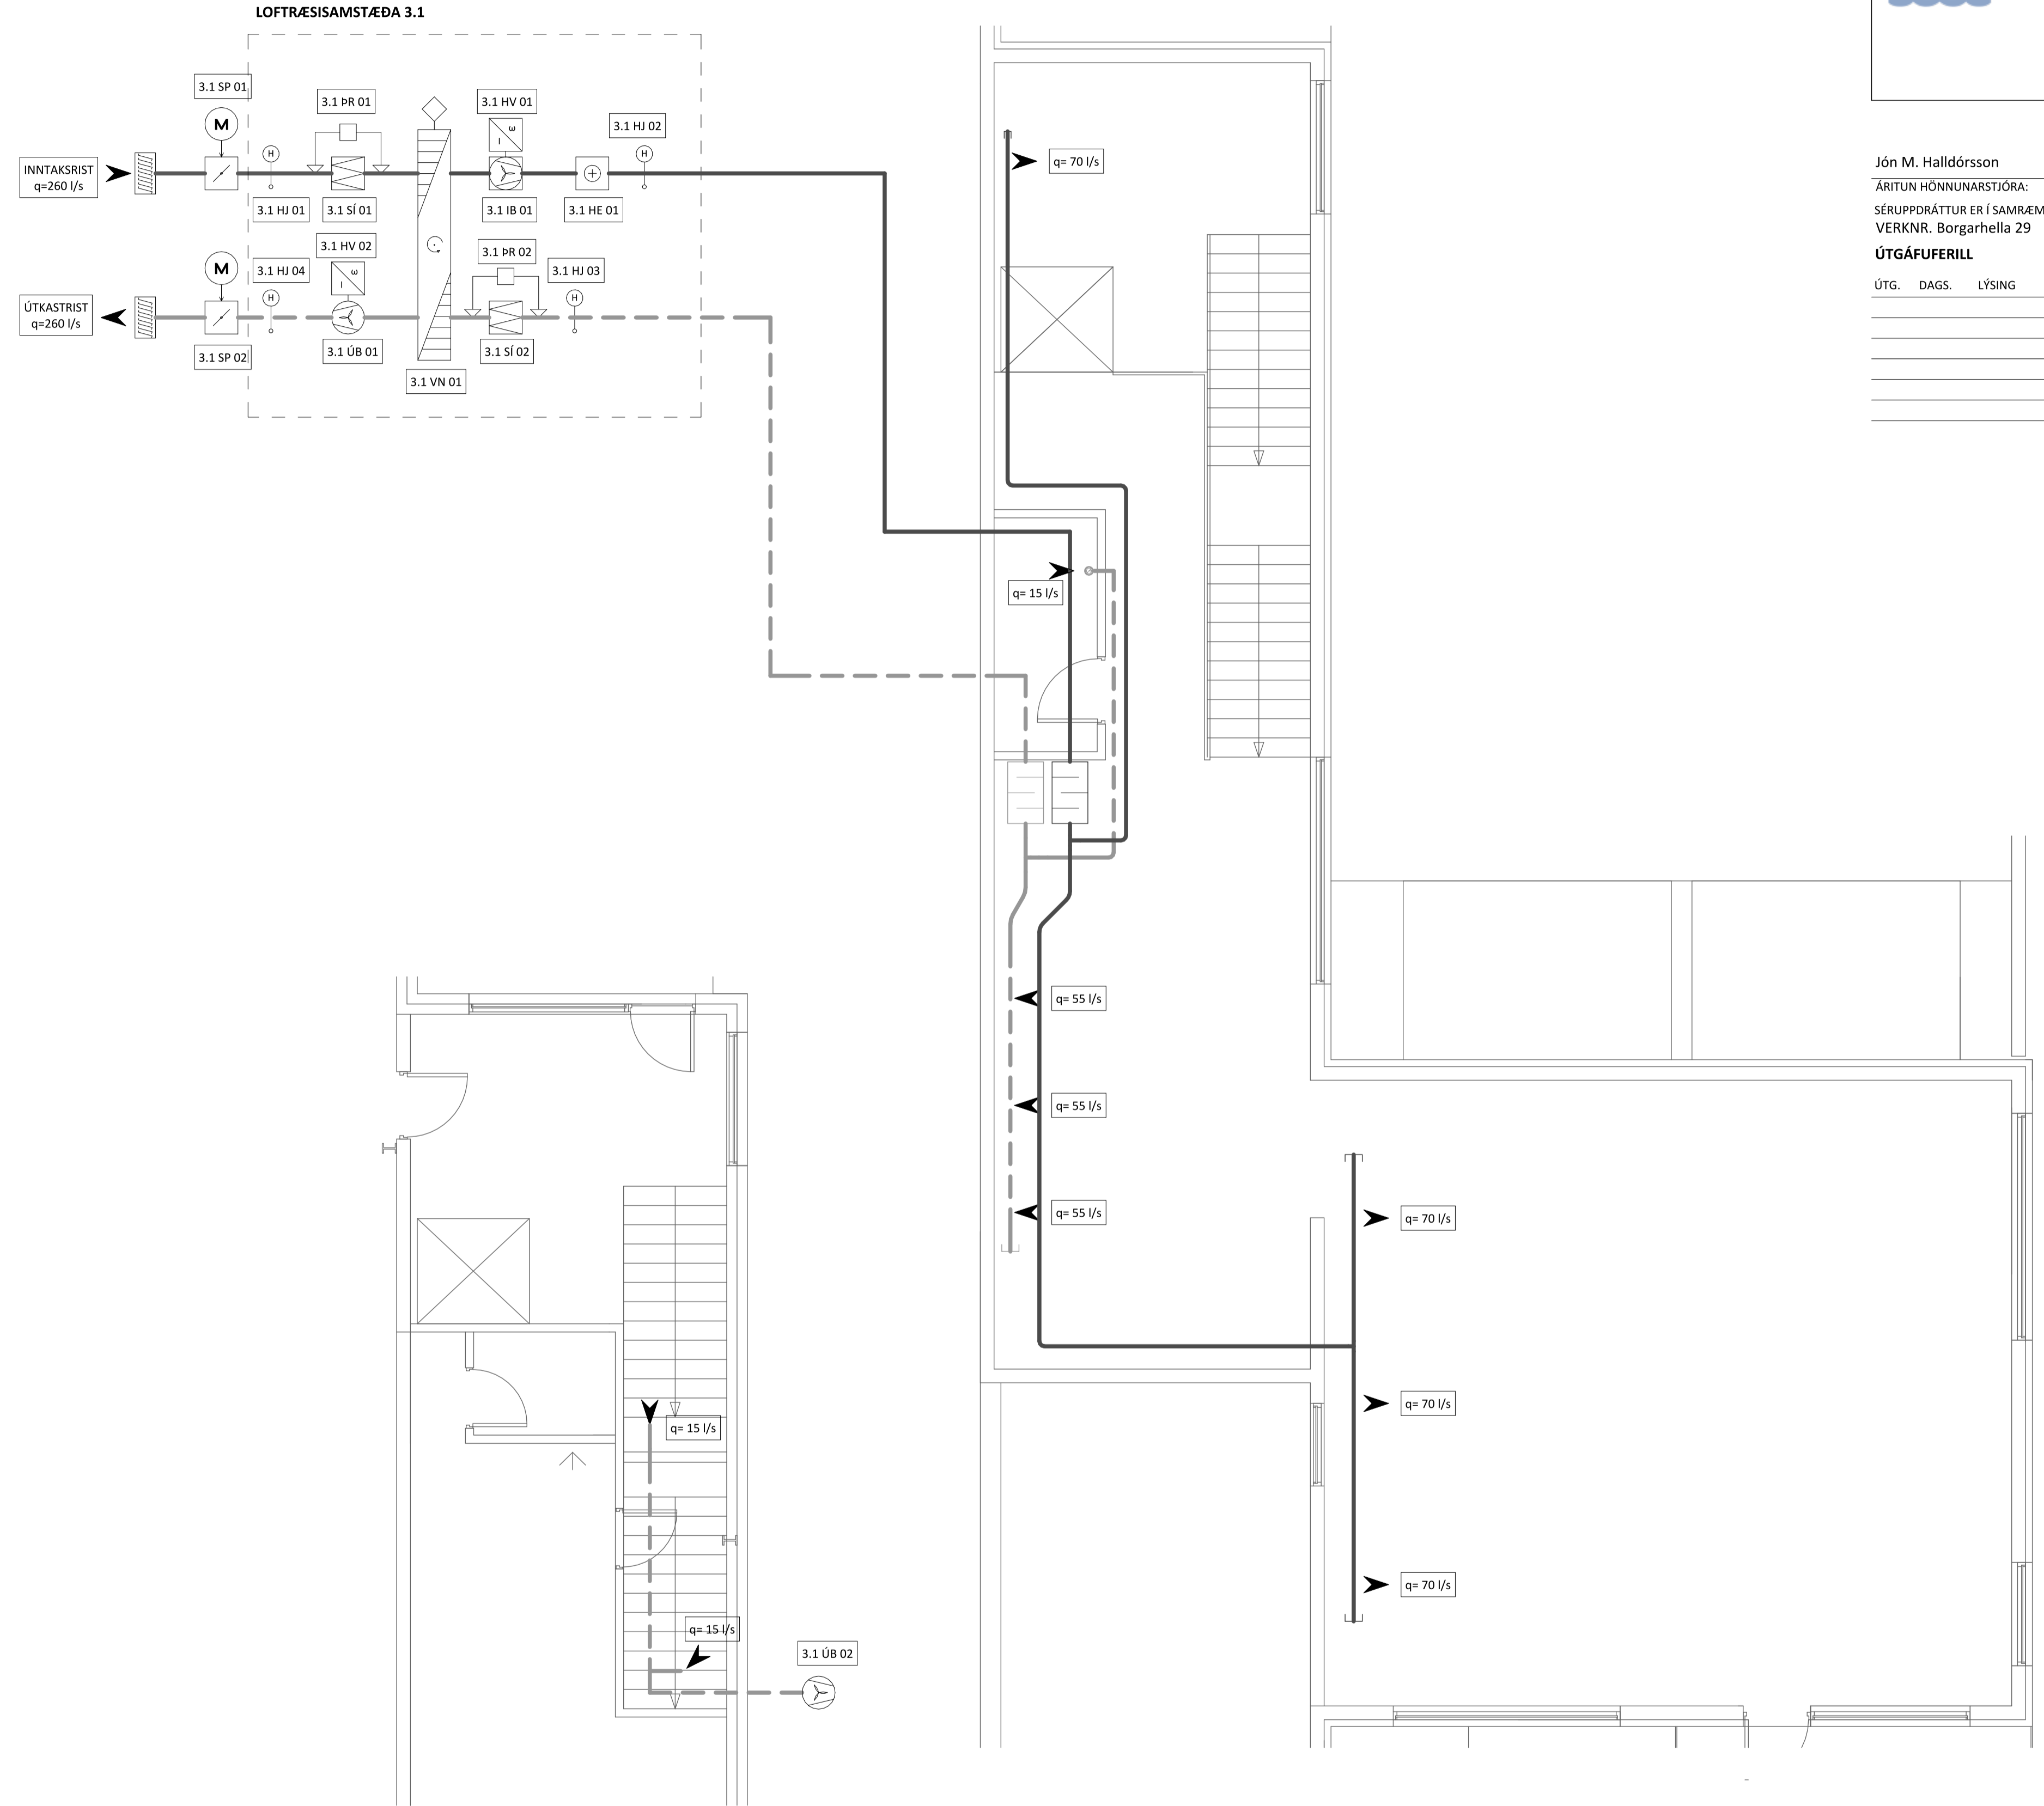 LOFTRÆSISAMSTÆÐA 3.1
3.1 SP 01
3.1 ÞR 01
3.1 HV 01
3.1 HJ 02
M
H
ω
I
H
INNTAKSRIST
q=260 l/s
3.1 HJ 01
3.1 SÍ 01
3.1 IB 01
3.1 HE 01
3.1 HV 02
3.1 ÞR 02
3.1 HJ 04
3.1 HJ 03
M
H
ω
I
H
ÚTKASTRIST
q=260 l/s
3.1 SP 02
3.1 ÚB 01
3.1 SÍ 02
3.1 VN 01
q= 70 l/s
q= 15 l/s
q= 55 l/s
q= 55 l/s
q= 55 l/s
q= 70 l/s
q= 70 l/s
q= 70 l/s
q= 15 l/s
q= 15 l/s
3.1 ÚB 02
Jón M. Halldórsson
ÁRITUN HÖNNUNARSTJÓRA:
SÉRUPPDRÁTTUR ER Í SAMRÆM
VERKNR. Borgarhella 29
ÚTGÁFUFERILL
ÚTG. DAGS. LÝSING